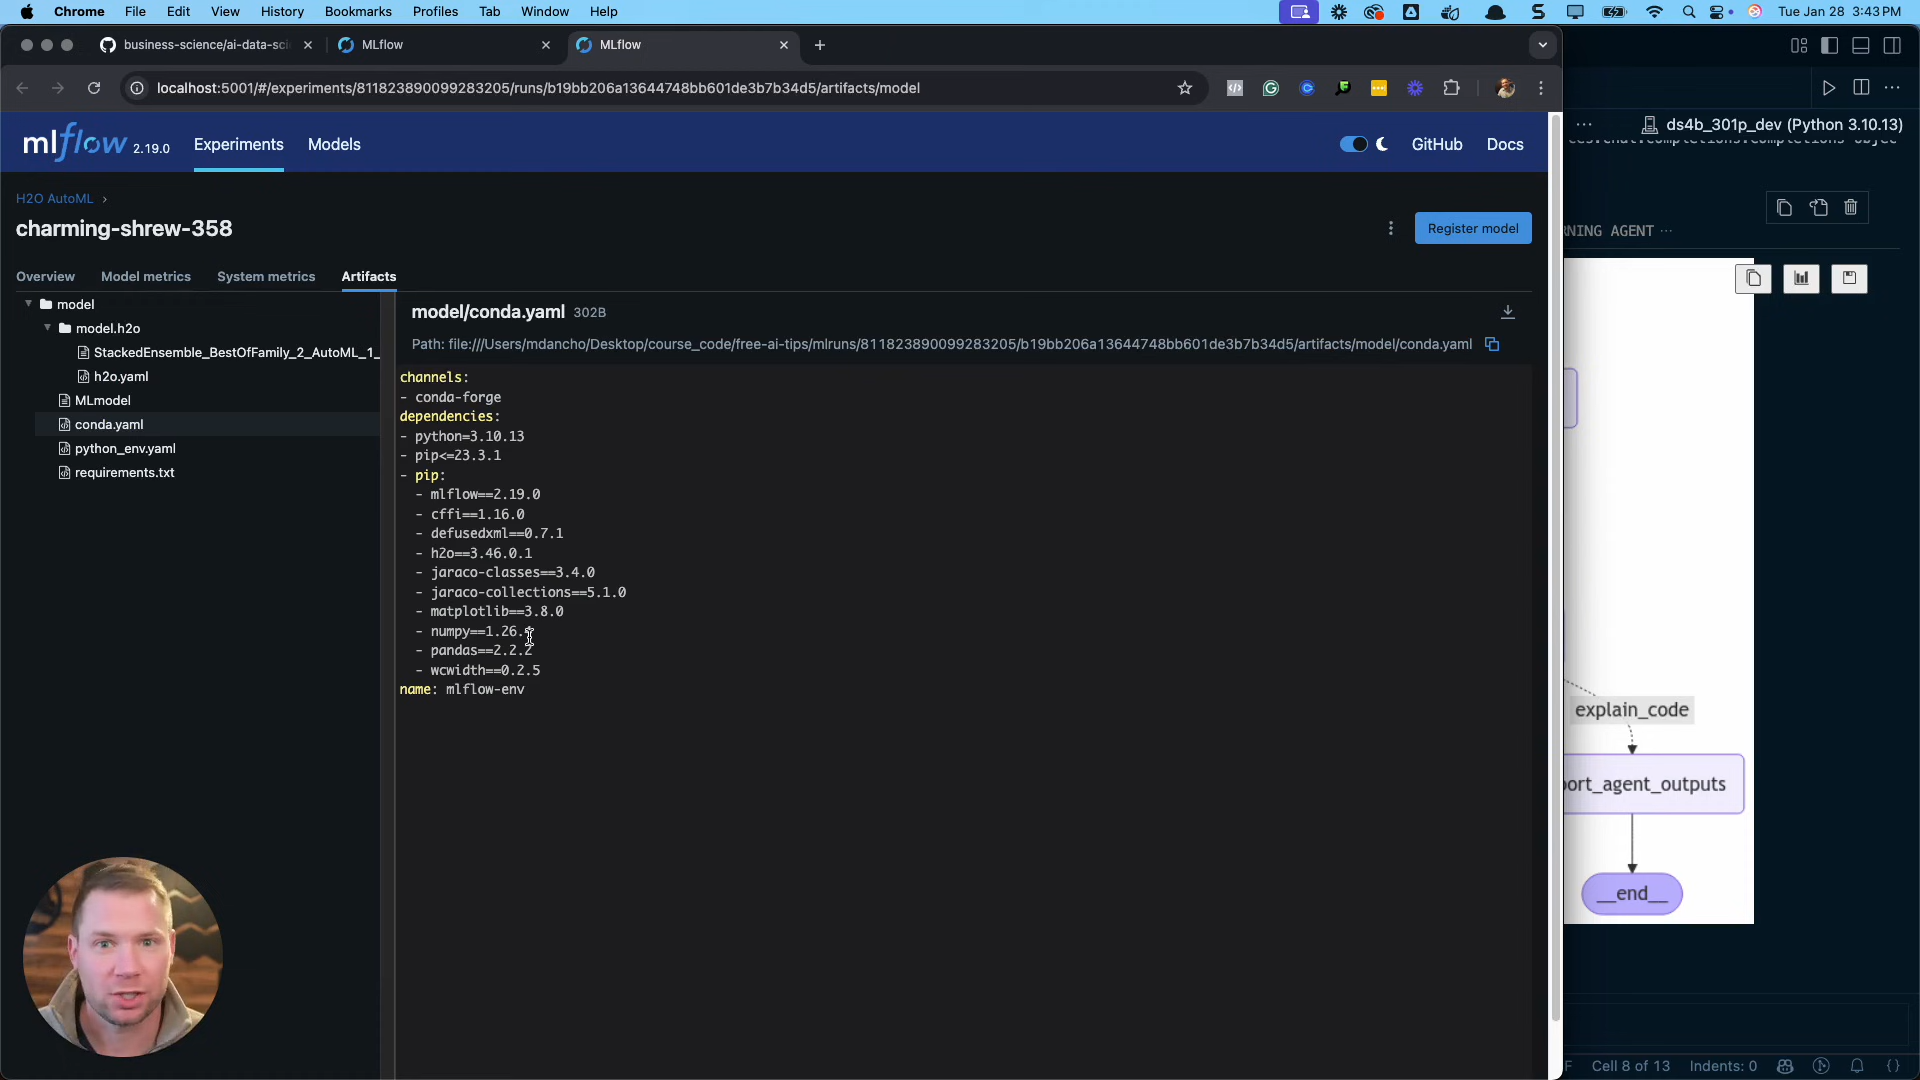 Chrome File Edit View History Bookmarks Profiles Tab Window Help Tue Jan 28 3:43 PM
business-science/ai-data-sci MLflow MLflow
localhost:5001/#/experiments/811823890099283205/runs/b19bb206a13644748bb601de3b7b34d5/artifacts/model
ds4b_301p_dev (Python 3.10.13)
mlflow 2.19.0 Experiments Models GitHub Docs
H2O AutoML
charming-shrew-358
Register model
RNING AGENT
Overview Model metrics System metrics Artifacts
model
model.h2o
StackedEnsemble_BestOfFamily_2_AutoML_1_
h2o.yaml
MLmodel
conda.yaml
python_env.yaml
requirements.txt
model/conda.yaml 302B
Path: file:///Users/mdancho/Desktop/course_code/free-ai-tips/mlruns/811823890099283205/b19bb206a13644748bb601de3b7b34d5/artifacts/model/conda.yaml
channels:
- conda-forge
dependencies:
- python=3.10.13
- pip<=23.3.1
- pip:
- mlflow==2.19.0
- cffi==1.16.0
- defusedxml==0.7.1
- h2o==3.46.0.1
- jaraco-classes==3.4.0
- jaraco-collections==5.1.0
- matplotlib==3.8.0
- numpy==1.26.
- pandas==2.2.2
- wcwidth==0.2.5
name: mlflow-env
explain_code
port_agent_outputs
__end__
Cell 8 of 13 Indents: 0